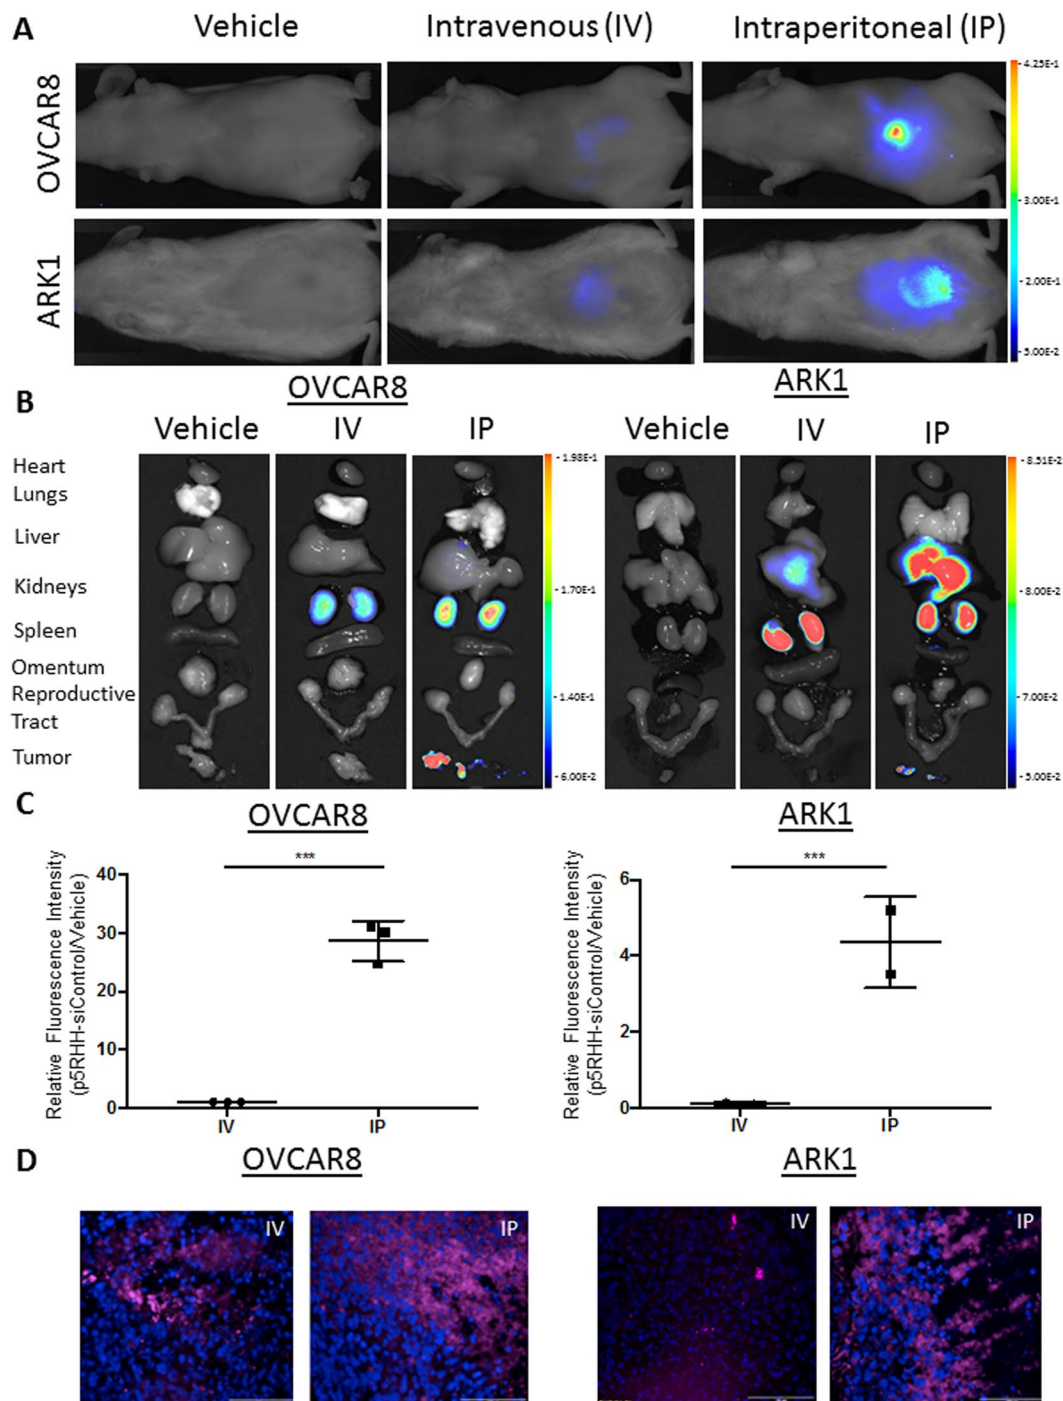 A
Vehicle
Intravenous (IV)
Intraperitoneal (IP)
OVCAR8
4.25E-1
3.00E-1
ARK1
2.00E-1
3.00E-2
B
OVCAR8
ARK1
Vehicle
IV
IP
Vehicle
IV
IP
Heart
Lungs
Liver
Kidneys
Spleen
Omentum
Reproductive
Tract
Tumor
1.98E-1
1.70E-1
1.40E-1
6.00E-2
8.00E-2
7.00E-2
5.00E-2
C
OVCAR8
Relative Fluorescence Intensity
(p5RHH-siControl/Vehicle)
***
40
30
20
10
0
IV
IP
ARK1
Relative Fluorescence Intensity
(p5RHH-siControl/Vehicle)
***
6
4
2
0
IV
IP
D
OVCAR8
ARK1
IV
IP
IV
IP